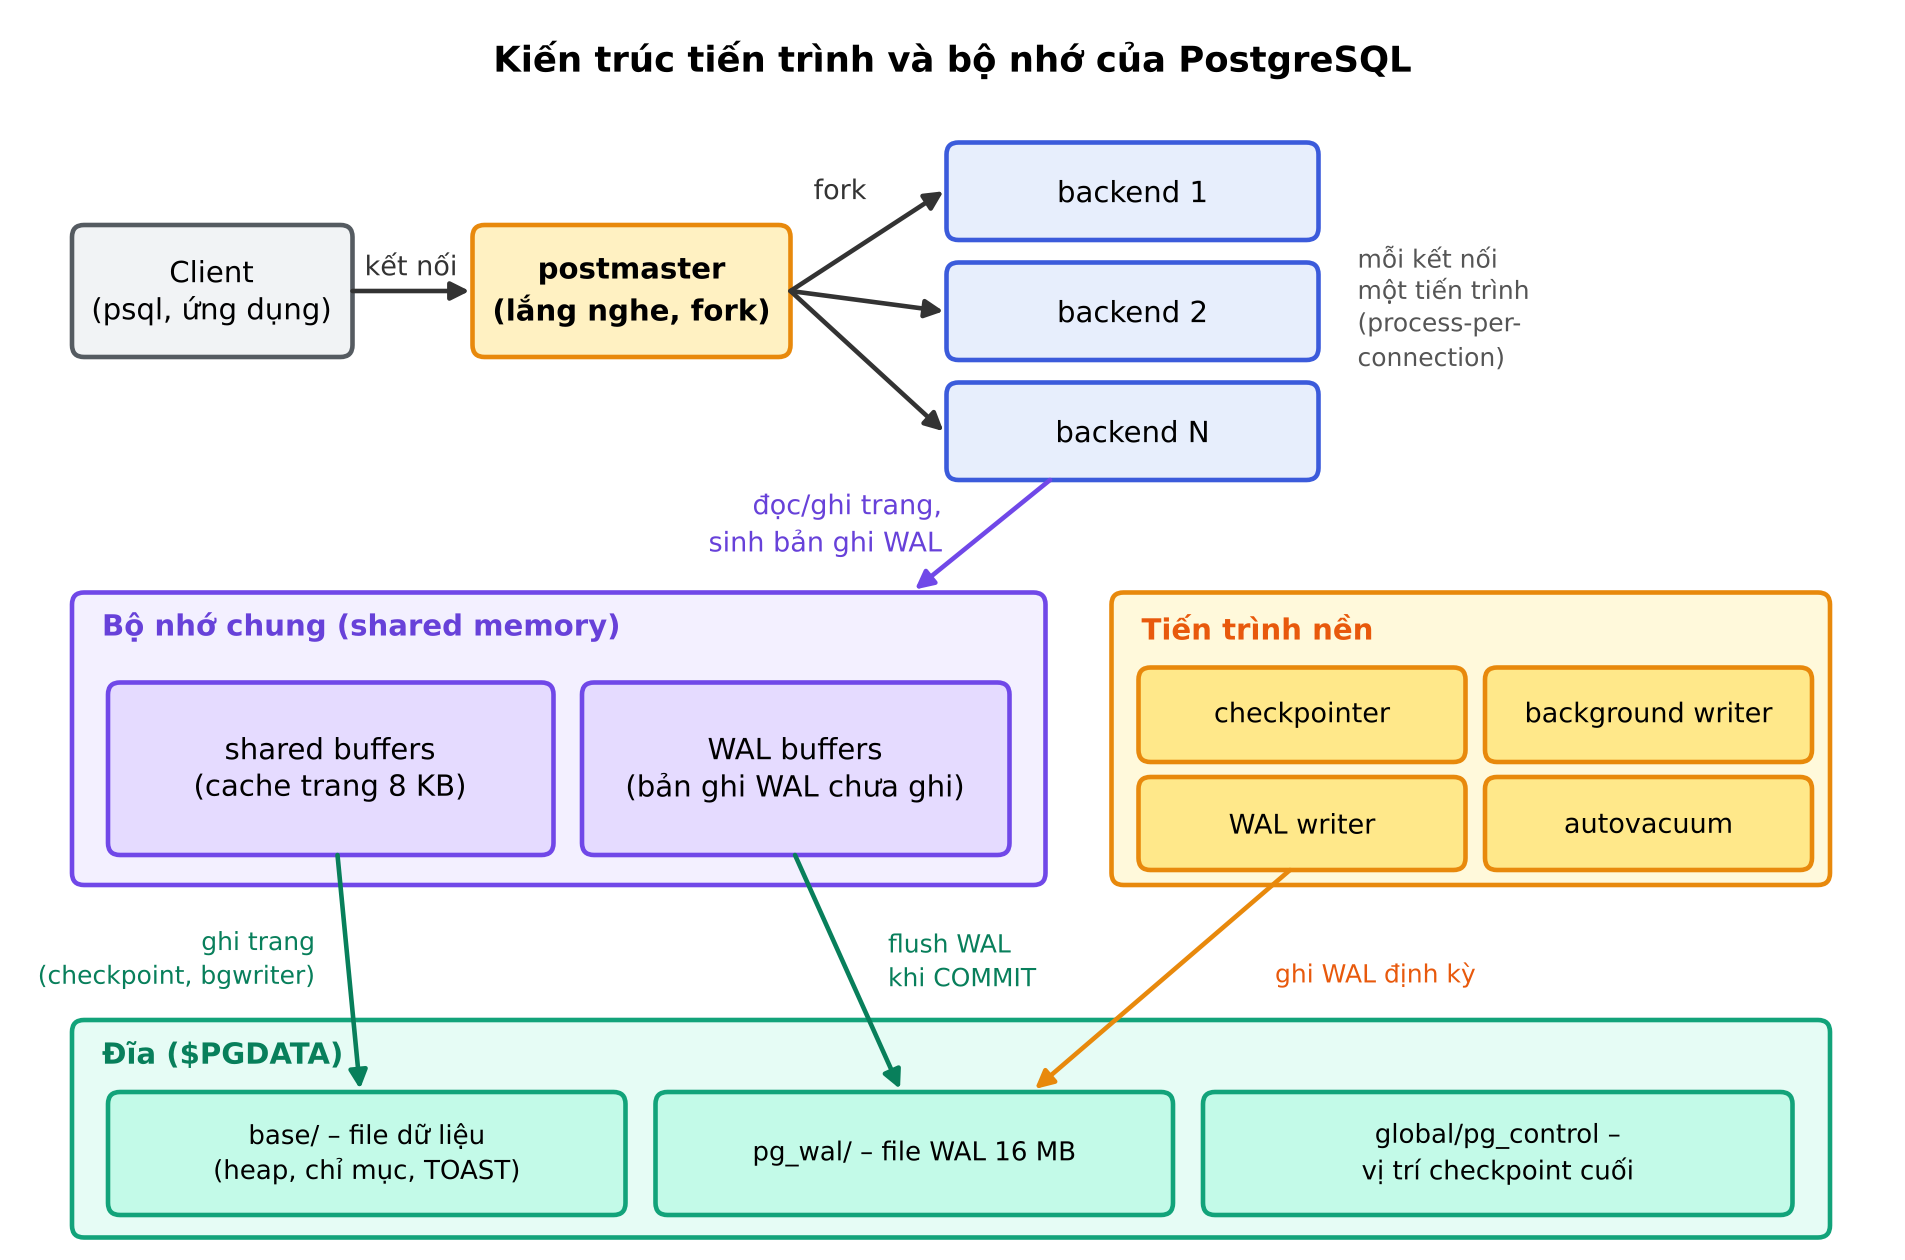 Kiến trúc tiến trình và bộ nhớ của PostgreSQL
Client
(psql, ứng dụng)
kết nối
postmaster
(lắng nghe, fork)
fork
backend 1
backend 2
backend N
mỗi kết nối
một tiến trình
(process-per-
connection)
đọc/ghi trang,
sinh bản ghi WAL
Bộ nhớ chung (shared memory)
shared buffers
(cache trang 8 KB)
WAL buffers
(bản ghi WAL chưa ghi)
Tiến trình nền
checkpointer
background writer
WAL writer
autovacuum
ghi trang
(checkpoint, bgwriter)
flush WAL
khi COMMIT
ghi WAL định kỳ
Đĩa ($PGDATA)
base/ – file dữ liệu
(heap, chỉ mục, TOAST)
pg_wal/ – file WAL 16 MB
global/pg_control –
vị trí checkpoint cuối